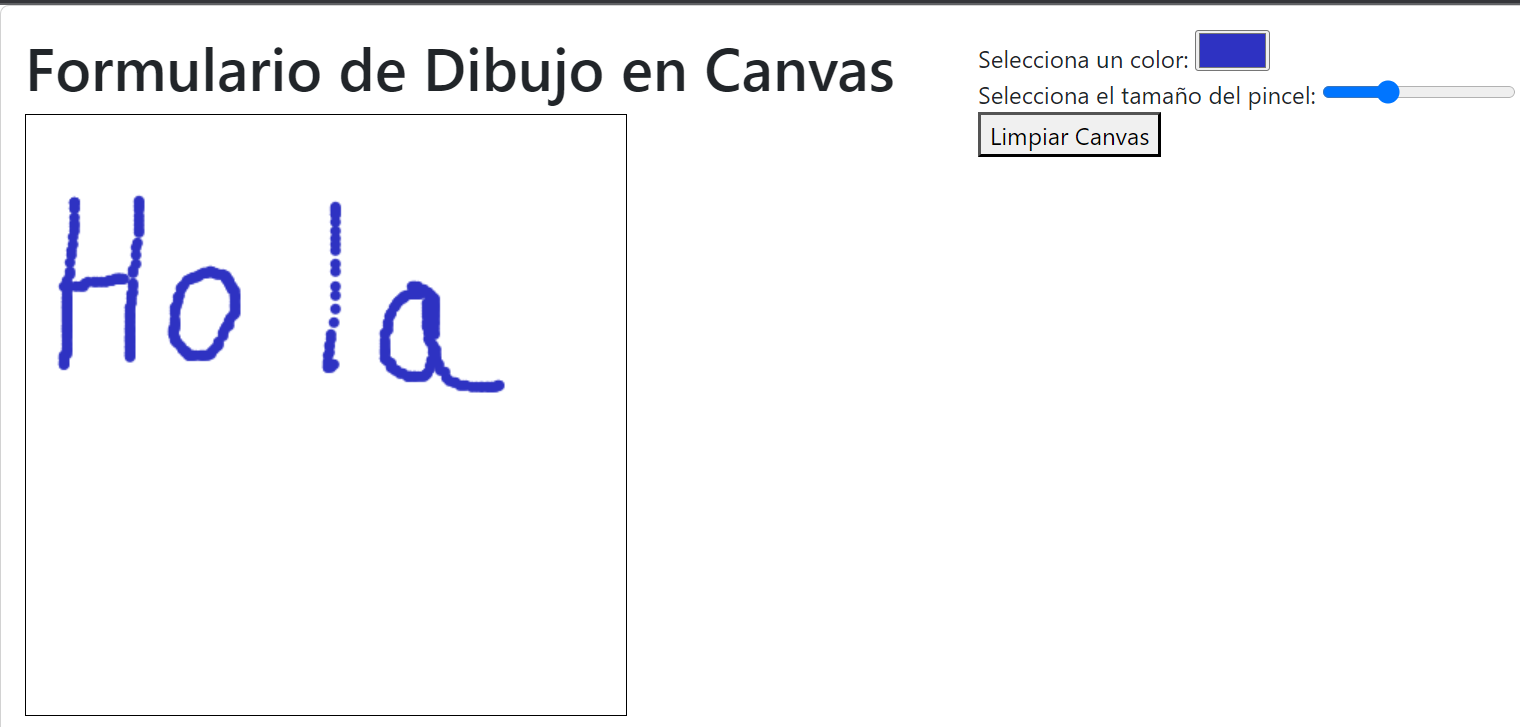 Formulario de Dibujo en Canvas
Selecciona un color:
Selecciona el tamaño del pincel:
Limpiar Canvas
Hola